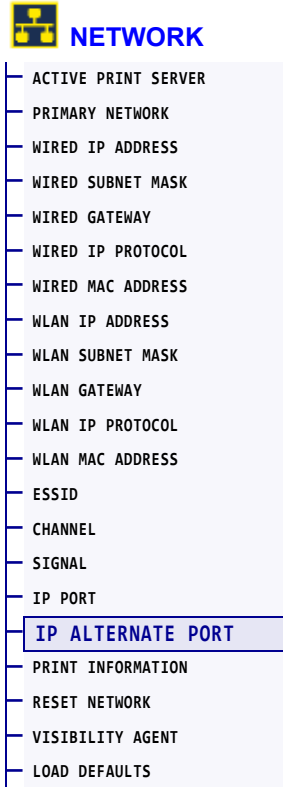 NETWORK
ACTIVE PRINT SERVER
PRIMARY NETWORK
WIRED IP ADDRESS
WIRED SUBNET MASK
WIRED GATEWAY
WIRED IP PROTOCOL
WIRED MAC ADDRESS
WLAN IP ADDRESS
WLAN SUBNET MASK
WLAN GATEWAY
WLAN IP PROTOCOL
WLAN MAC ADDRESS
ESSID
CHANNEL
SIGNAL
IP PORT
IP ALTERNATE PORT
PRINT INFORMATION
RESET NETWORK
VISIBILITY AGENT
LOAD DEFAULTS